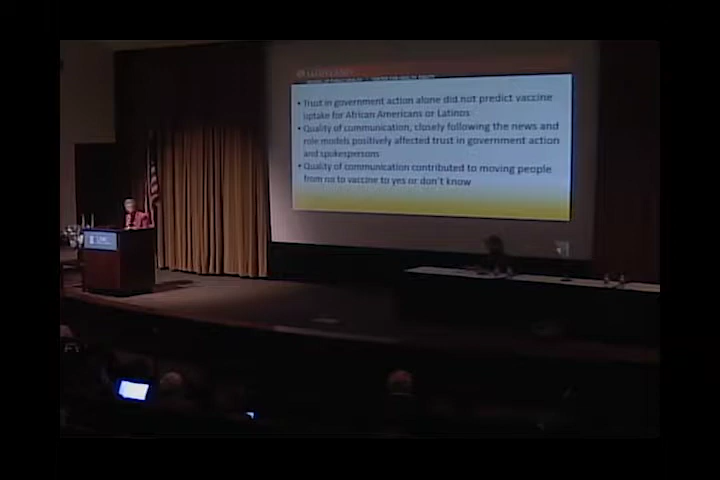 • Trust in government action alone did not predict vaccine
uptake for African Americans or Latinos
• Quality of communication, closely following the news and
role models positively affected trust in government action
and spokespersons
• Quality of communication contributed to moving people
from no to vaccine to yes or don't know